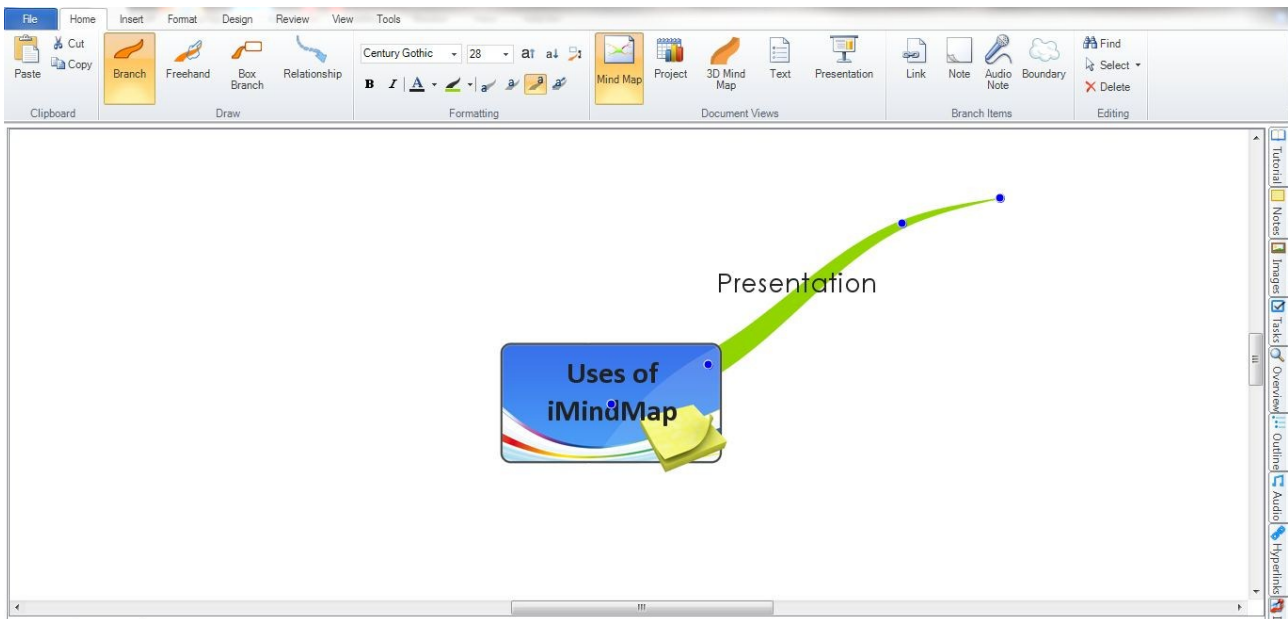 File Home Insert Format Design Review View Tools
Paste
Cut
Copy
Clipboard
Branch
Freehand
Box
Branch
Relationship
Draw
Century Gothic 28
B I A
Formatting
Mind Map
Project
3D Mind
Map
Text
Presentation
Document Views
Link
Note
Audio
Note
Boundary
Branch Items
Find
Select
Delete
Editing
Presentation
Uses of
iMindMap
Tutorial
Notes
Images
Tasks
Overview
Outline
Audio
Hyperlinks